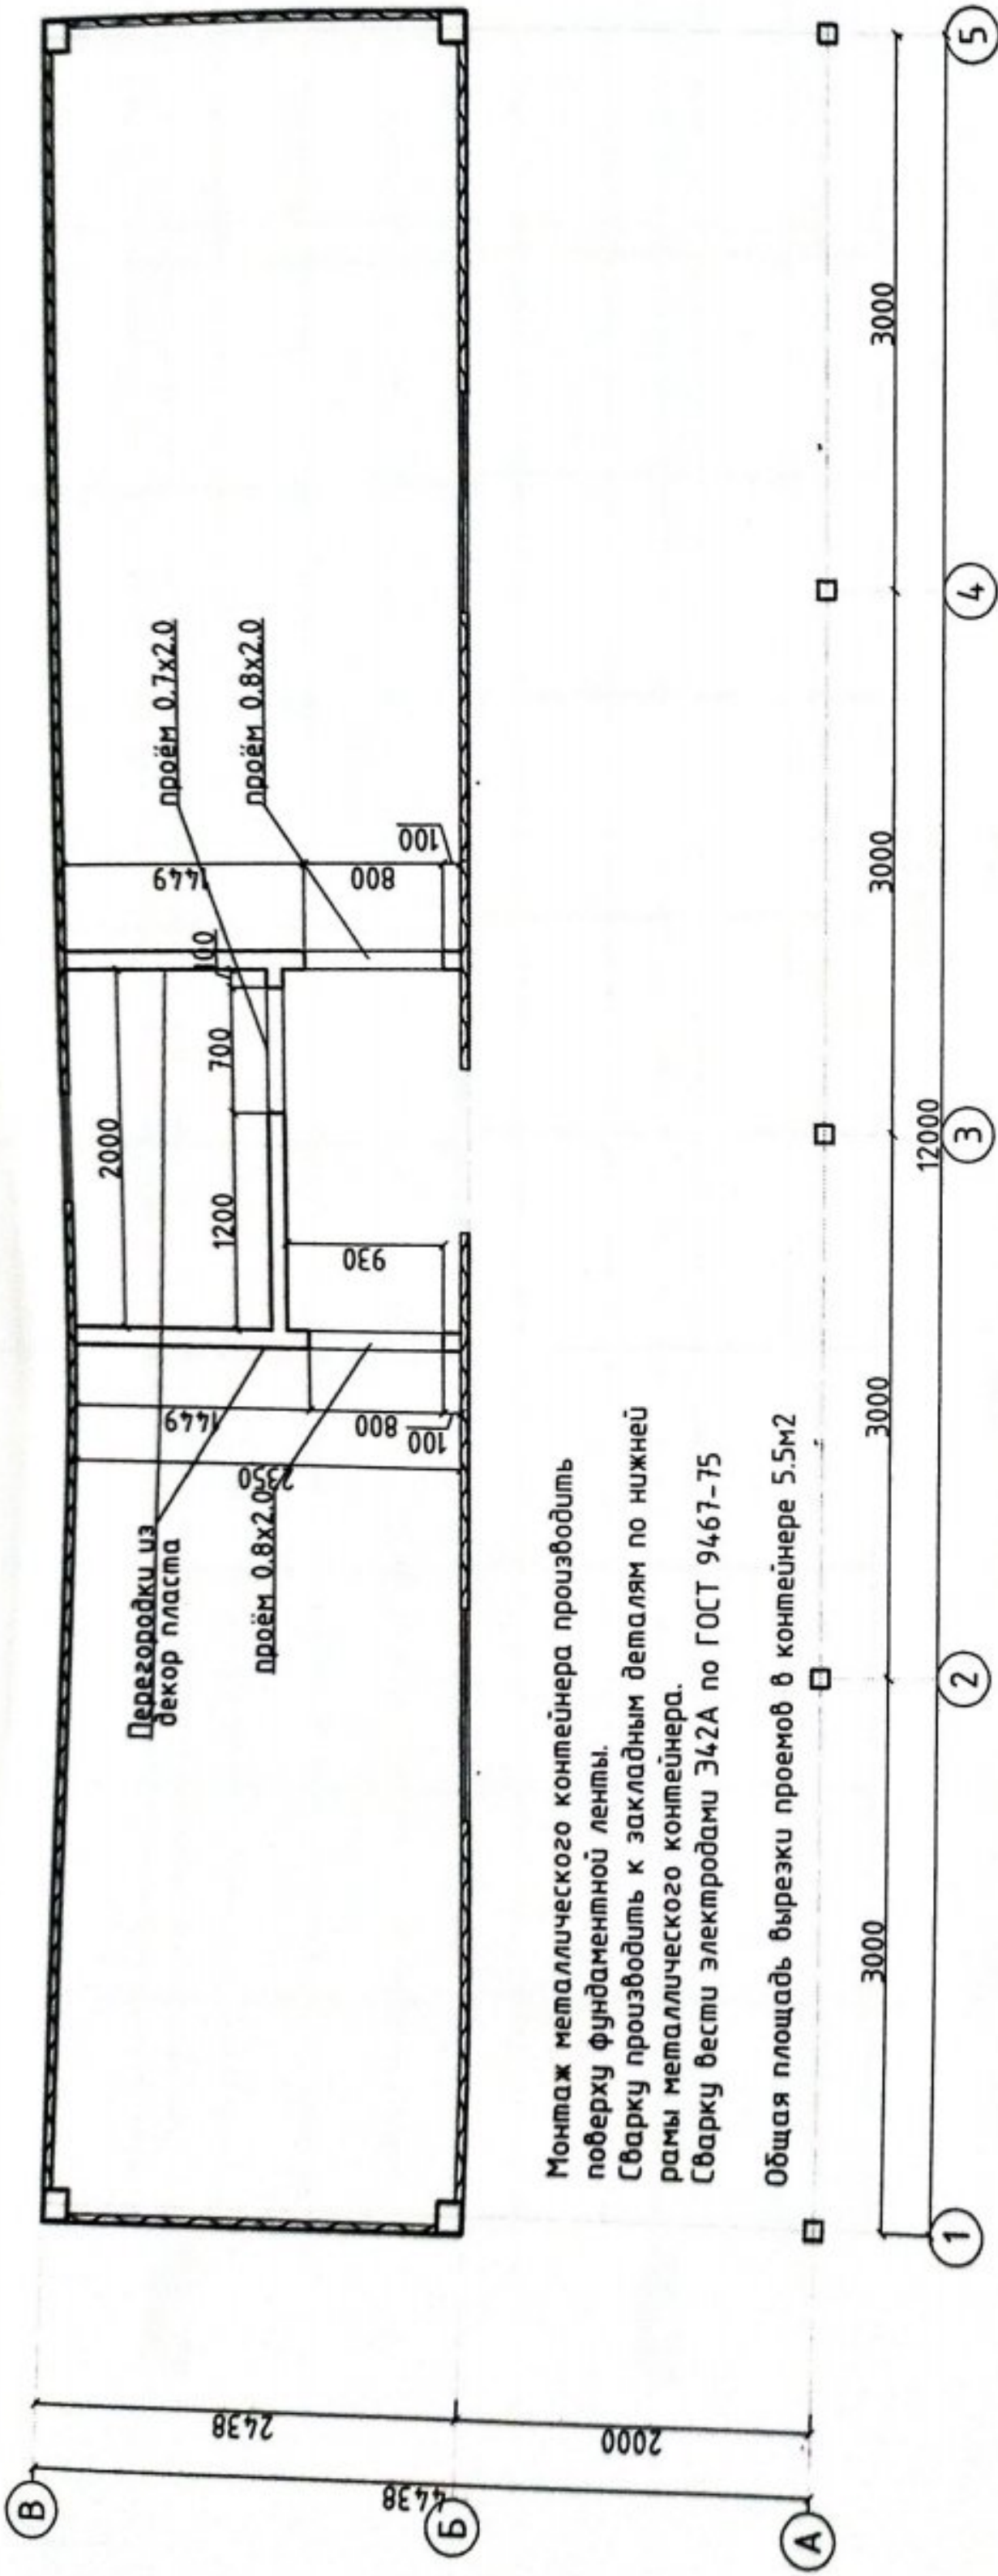 Перегородки из
декор пласта
проём 0.7х2.0
проём 0.8х2.0
проём 0.8х2.0
2000
1200
700
100
1449
800
100
1449
800
100
2350
930
Монтаж металлического контейнера производить
поверху фундаментной ленты.
Сварку производить к закладным деталям по нижней
рамы металлического контейнера.
Сварку вести электродами Э42А по ГОСТ 9467-75
Общая площадь вырезки проемов в контейнере 5.5м2
3000
3000
3000
3000
12000
2438
2000
4438
В
Б
А
1
2
3
4
5